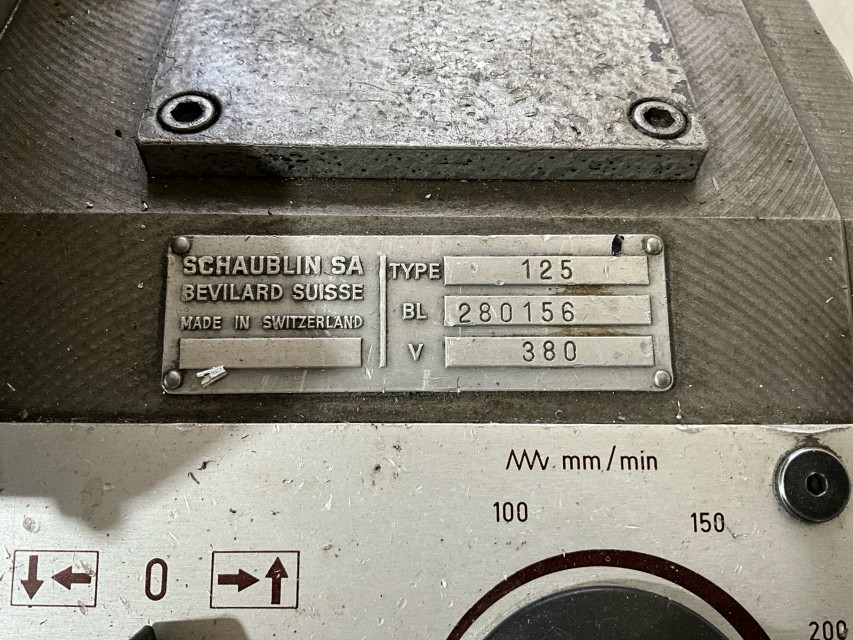 SCHAUBLIN SA
BEVILARD SUISSE
MADE IN SWITZERLAND
TYPE 125
BL 280156
V 380
mm/min
100
150
0
200